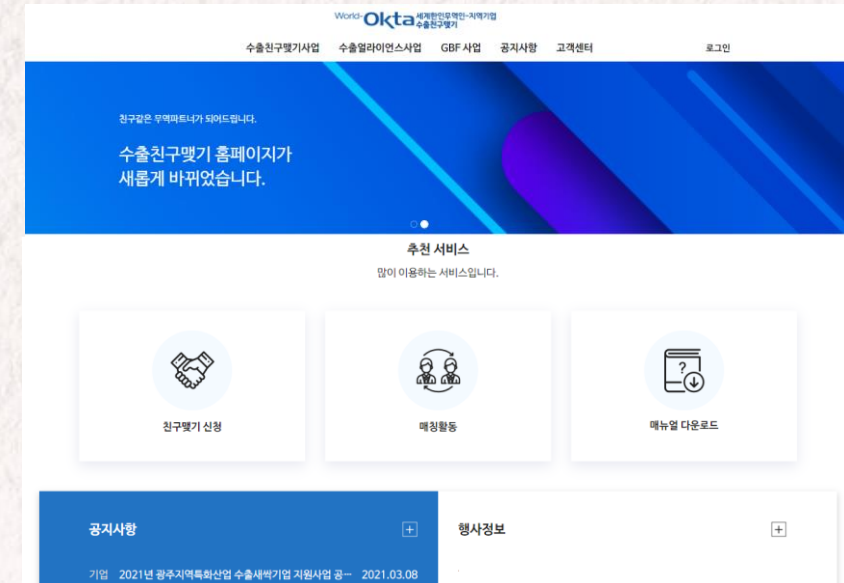 World-Okta 세계한인무역인-지역기업
수출친구맺기
수출친구맺기사업 수출얼라이언스사업 GBF 사업 공지사항 고객센터 로그인
친구같은 무역파트너가 되어드립니다.
수출친구맺기 홈페이지가
새롭게 바뀌었습니다.
추천 서비스
많이 이용하는 서비스입니다.
?
친구맺기 신청 매칭활동 매뉴얼 다운로드
공지사항 행사정보
기업 2021년 광주지역특화산업 수출새싹기업 지원사업 공… 2021.03.08